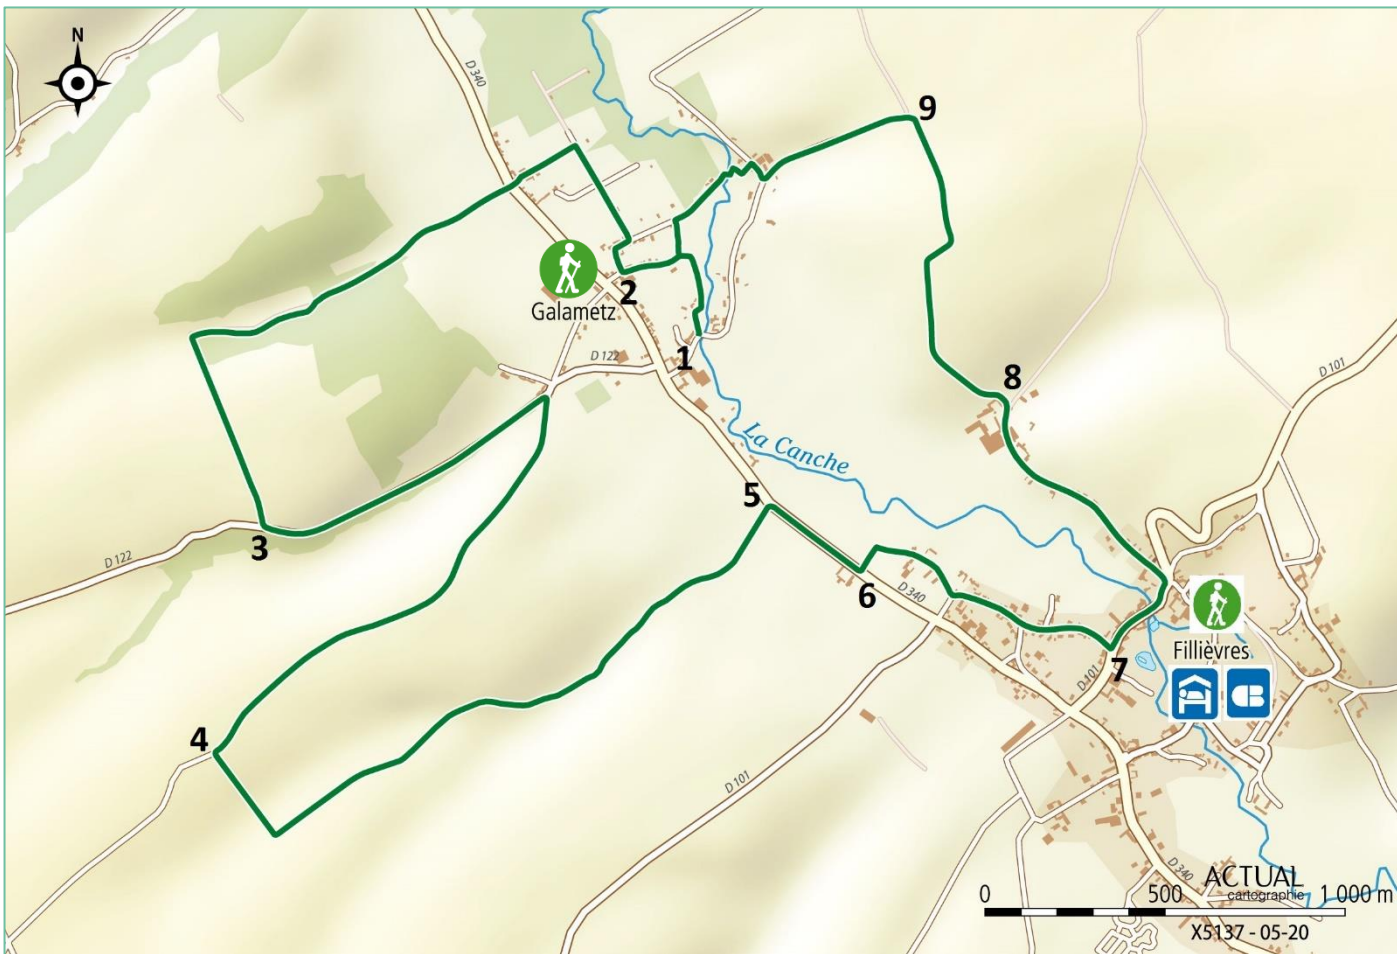 N
D 340
9
2
Galametz
D 122
1
8
D 101
La Canche
5
3
D 122
6
D 340
7
Fillièvres
D 101
4
D 101
D 340
ACTUAL
cartographie
0 500 1 000 m
X5137 - 05-20